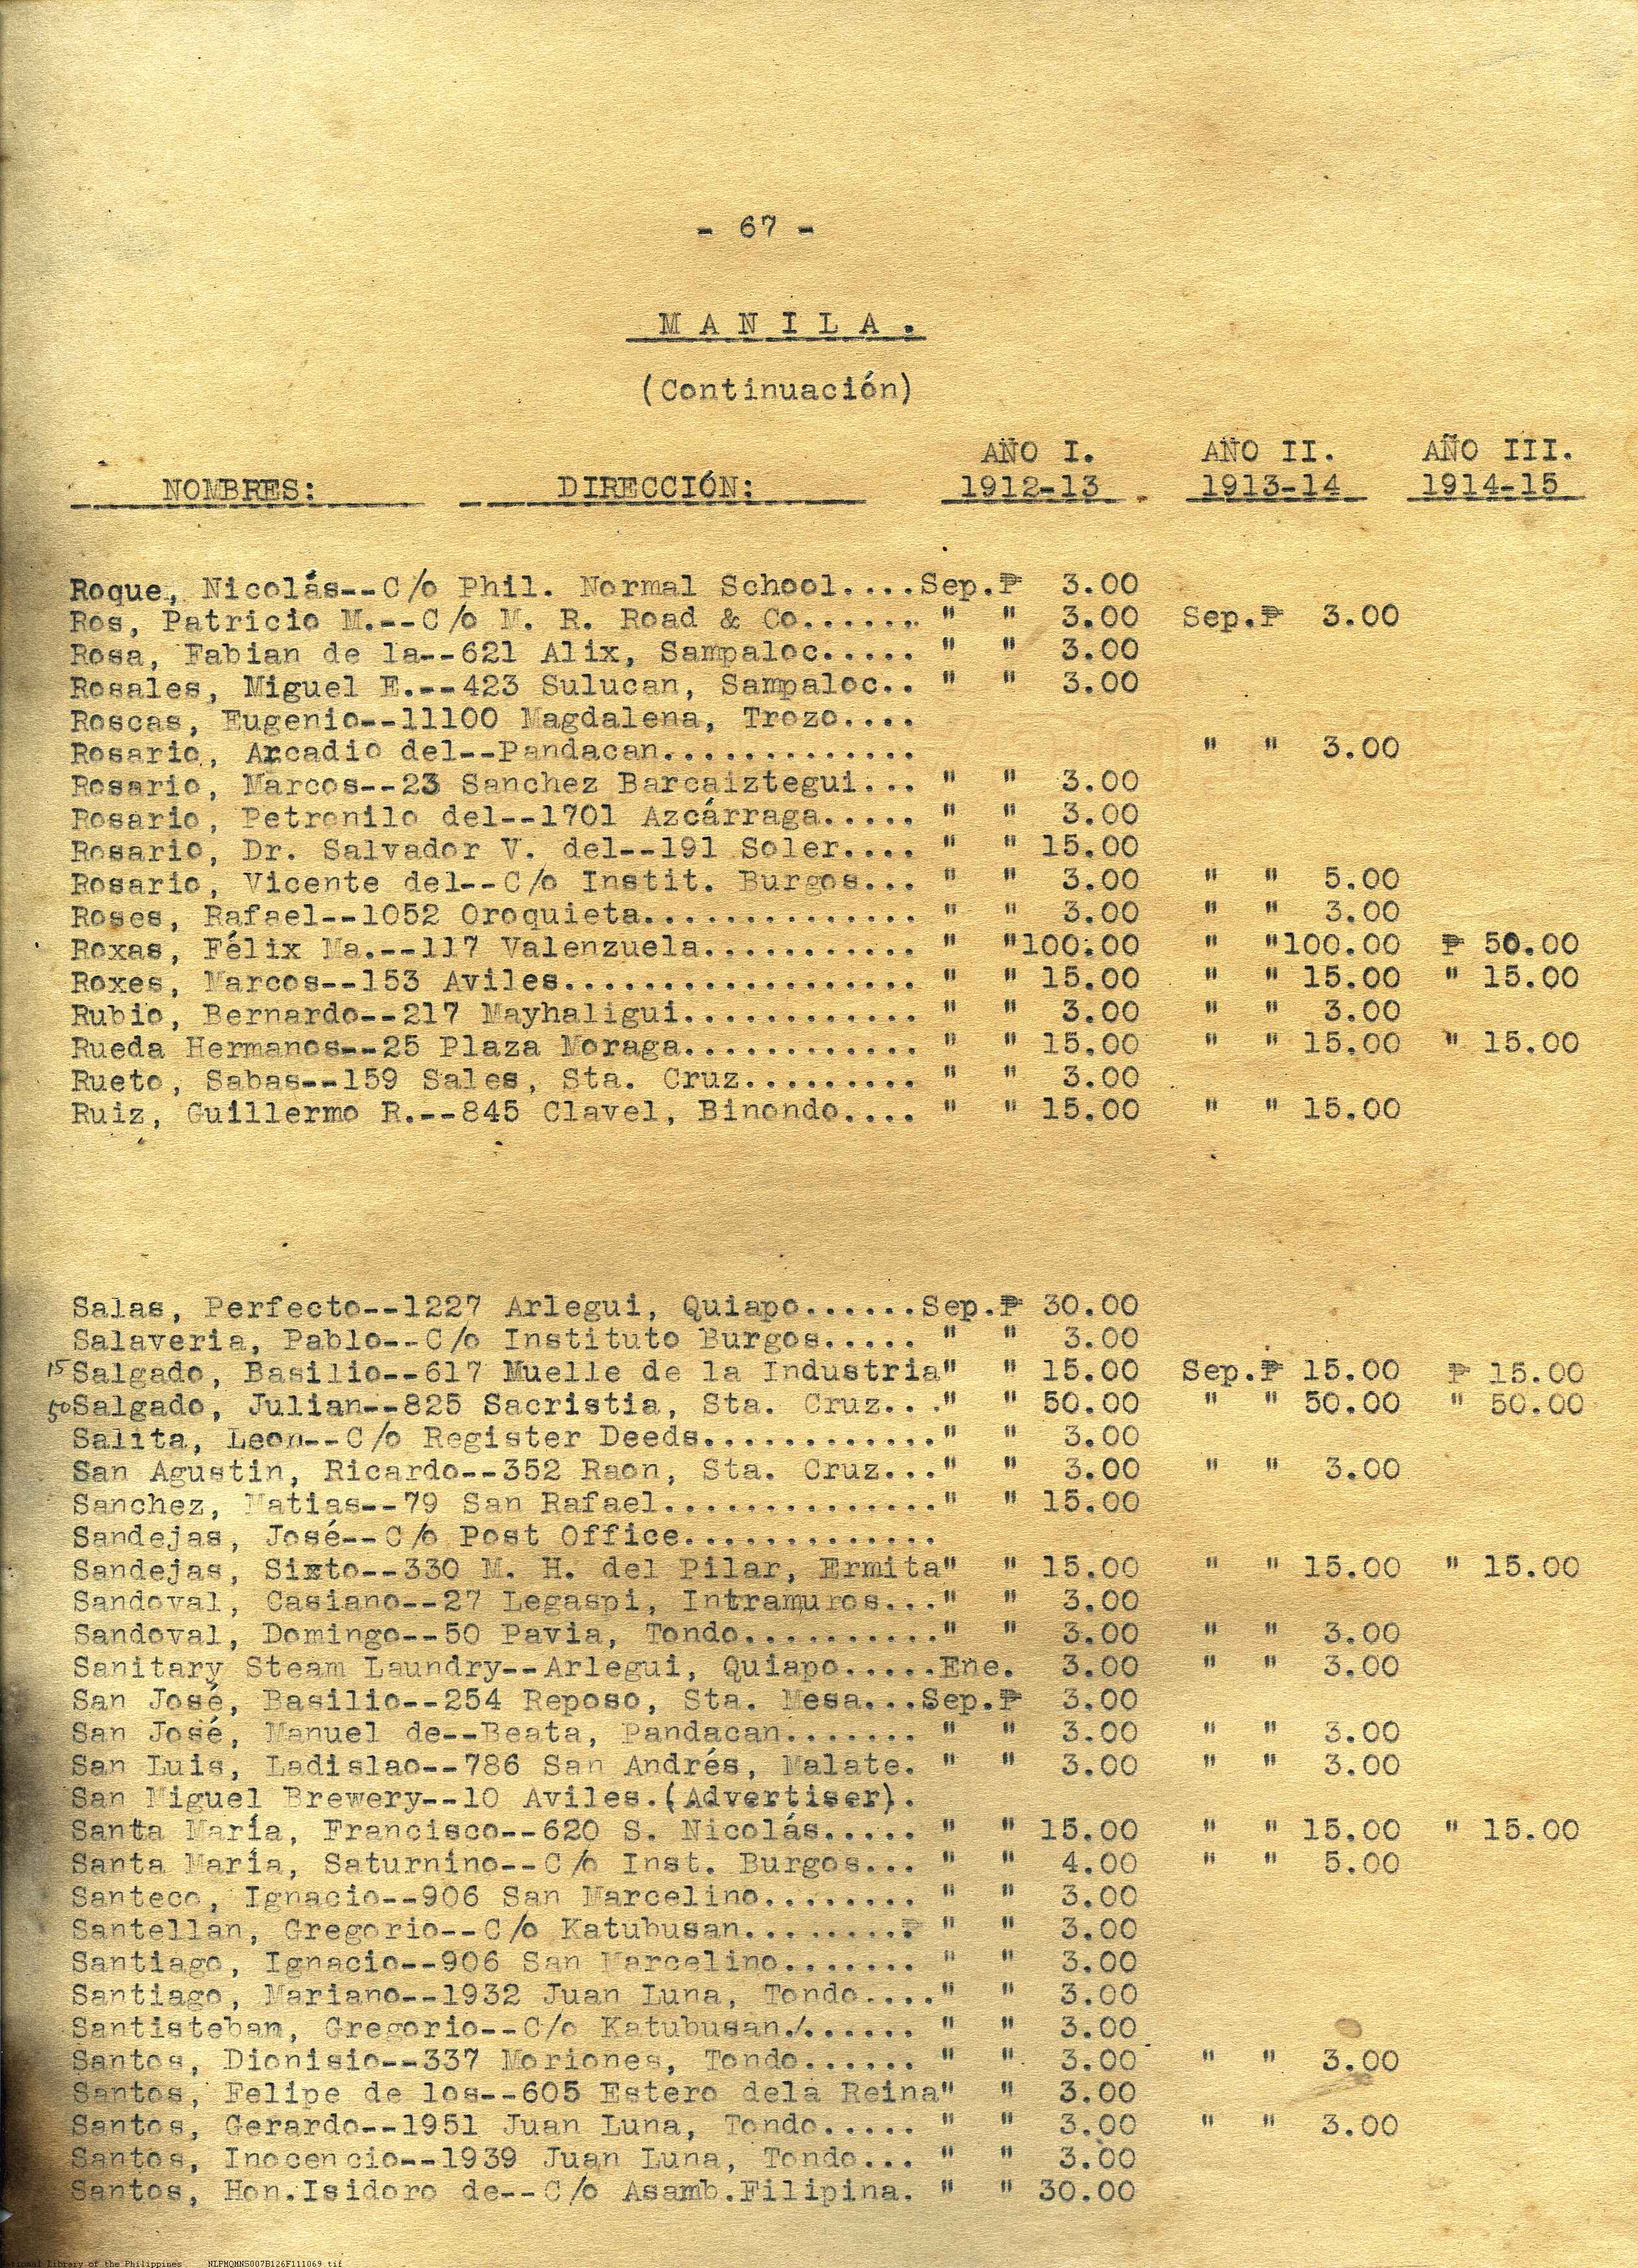 - 67 -
M A N I L A .
(Continuación)
AÑO I. AÑO II. AÑO III.
NOMBRES: DIRECCIÓN: 1912-13 . 1913-14 1914-15
Roque, Nicolás--C/o Phil. Normal School....Sep.₱ 3.00
Ros, Patricio M.--C/o M. R. Road & Co...... " " 3.00 Sep.₱ 3.00
Rosa, Fabian de la--621 Alix, Sampaloc..... " " 3.00
Rosales, Miguel E.--423 Sulucan, Sampaloc.. " " 3.00
Roscas, Eugenio--11100 Magdalena, Trozo....
Rosario, Arcadio del--Pandacan............. " " 3.00
Rosario, Marcos--23 Sanchez Barcaiztegui... " " 3.00
Rosario, Petronilo del--1701 Azcárraga..... " " 3.00
Rosario, Dr. Salvador V. del--191 Soler.... " " 15.00
Rosario, Vicente del--C/o Instit. Burgos... " " 3.00 " " 5.00
Roses, Rafael--1052 Oroquieta.............. " " 3.00 " " 3.00
Roxas, Félix Ma.--117 Valenzuela........... " "100.00 " "100.00 ₱ 50.00
Roxes, Marcos--153 Aviles.................. " " 15.00 " " 15.00 " 15.00
Rubio, Bernardo--217 Mayhaligui............ " " 3.00 " " 3.00
Rueda Hermanos--25 Plaza Moraga............ " " 15.00 " " 15.00 " 15.00
Rueto, Sabas--159 Sales, Sta. Cruz......... " " 3.00
Ruiz, Guillermo R.--845 Clavel, Binondo.... " " 15.00 " " 15.00
Salas, Perfecto--1227 Arlegui, Quiapo......Sep.₱ 30.00
Salaveria, Pablo--C/o Instituto Burgos..... " " 3.00
15 Salgado, Basilio--617 Muelle de la Industria" " 15.00 Sep.₱ 15.00 ₱ 15.00
50 Salgado, Julian--825 Sacristia, Sta. Cruz..." " 50.00 " " 50.00 " 50.00
Salita, Leon--C/o Register Deeds............" " 3.00
San Agustin, Ricardo--352 Raon, Sta. Cruz..." " 3.00 " " 3.00
Sanchez, Matias--79 San Rafael.............." " 15.00
Sandejas, José--C/o Post Office.............
Sandejas, Sixto--330 M. H. del Pilar, Ermita" " 15.00 " " 15.00 " 15.00
Sandoval, Casiano--27 Legaspi, Intramuros..." " 3.00
Sandoval, Domingo--50 Pavia, Tondo.........." " 3.00 " " 3.00
Sanitary Steam Laundry--Arlegui, Quiapo.....Ene. 3.00 " " 3.00
San José, Basilio--254 Reposo, Sta. Mesa...Sep.₱ 3.00
San José, Manuel de--Beata, Pandacan....... " " 3.00 " " 3.00
San Luis, Ladislao--786 San Andrés, Malate. " " 3.00 " " 3.00
San Miguel Brewery--10 Aviles.(Advertiser).
Santa María, Francisco--620 S. Nicolás..... " " 15.00 " " 15.00 " 15.00
Santa María, Saturnino--C/o Inst. Burgos... " " 4.00 " " 5.00
Santeco, Ignacio--906 San Marcelino........ " " 3.00
Santellan, Gregorio--C/o Katubusan......... " " 3.00
Santiago, Ignacio--906 San Marcelino....... " " 3.00
Santiago, Mariano--1932 Juan Luna, Tondo...." " 3.00
Santisteban, Gregorio--C/o Katubusan./..... " " 3.00
Santos, Dionisio--337 Moriones, Tondo...... " " 3.00 " " 3.00
Santos, Felipe de los--605 Estero dela Reina" " 3.00
Santos, Gerardo--1951 Juan Luna, Tondo..... " " 3.00 " " 3.00
Santos, Inocencio--1939 Juan Luna, Tondo... " " 3.00
Santos, Hon.Isidoro de--C/o Asamb.Filipina. " " 30.00
National Library of the Philippines NLPMQMNS007B126F111069.tif